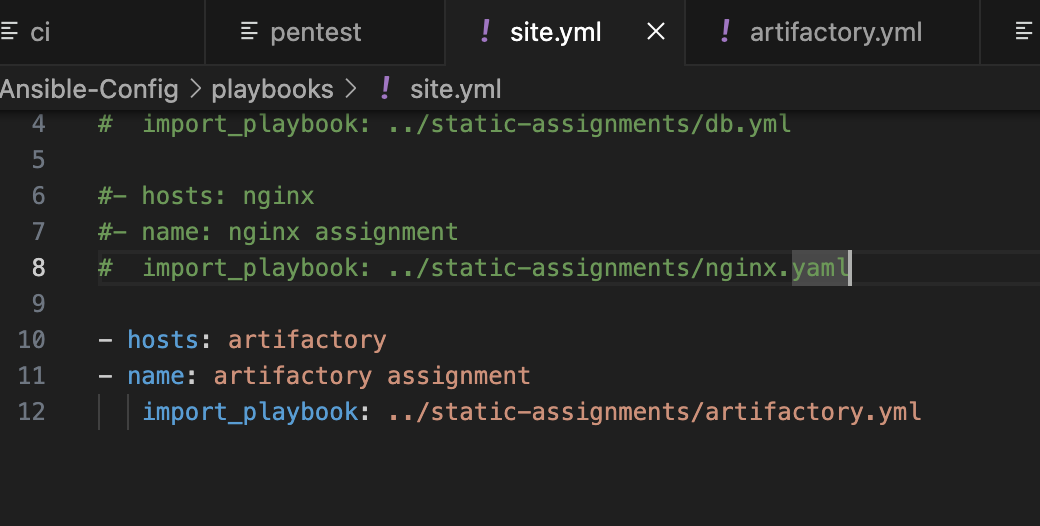 ci pentest ! site.yml × ! artifactory.yml
Ansible-Config > playbooks > ! site.yml
4 #  import_playbook: ../static-assignments/db.yml
5
6 #- hosts: nginx
7 #- name: nginx assignment
8 #  import_playbook: ../static-assignments/nginx.yaml
9
10 - hosts: artifactory
11 - name: artifactory assignment
12   import_playbook: ../static-assignments/artifactory.yml